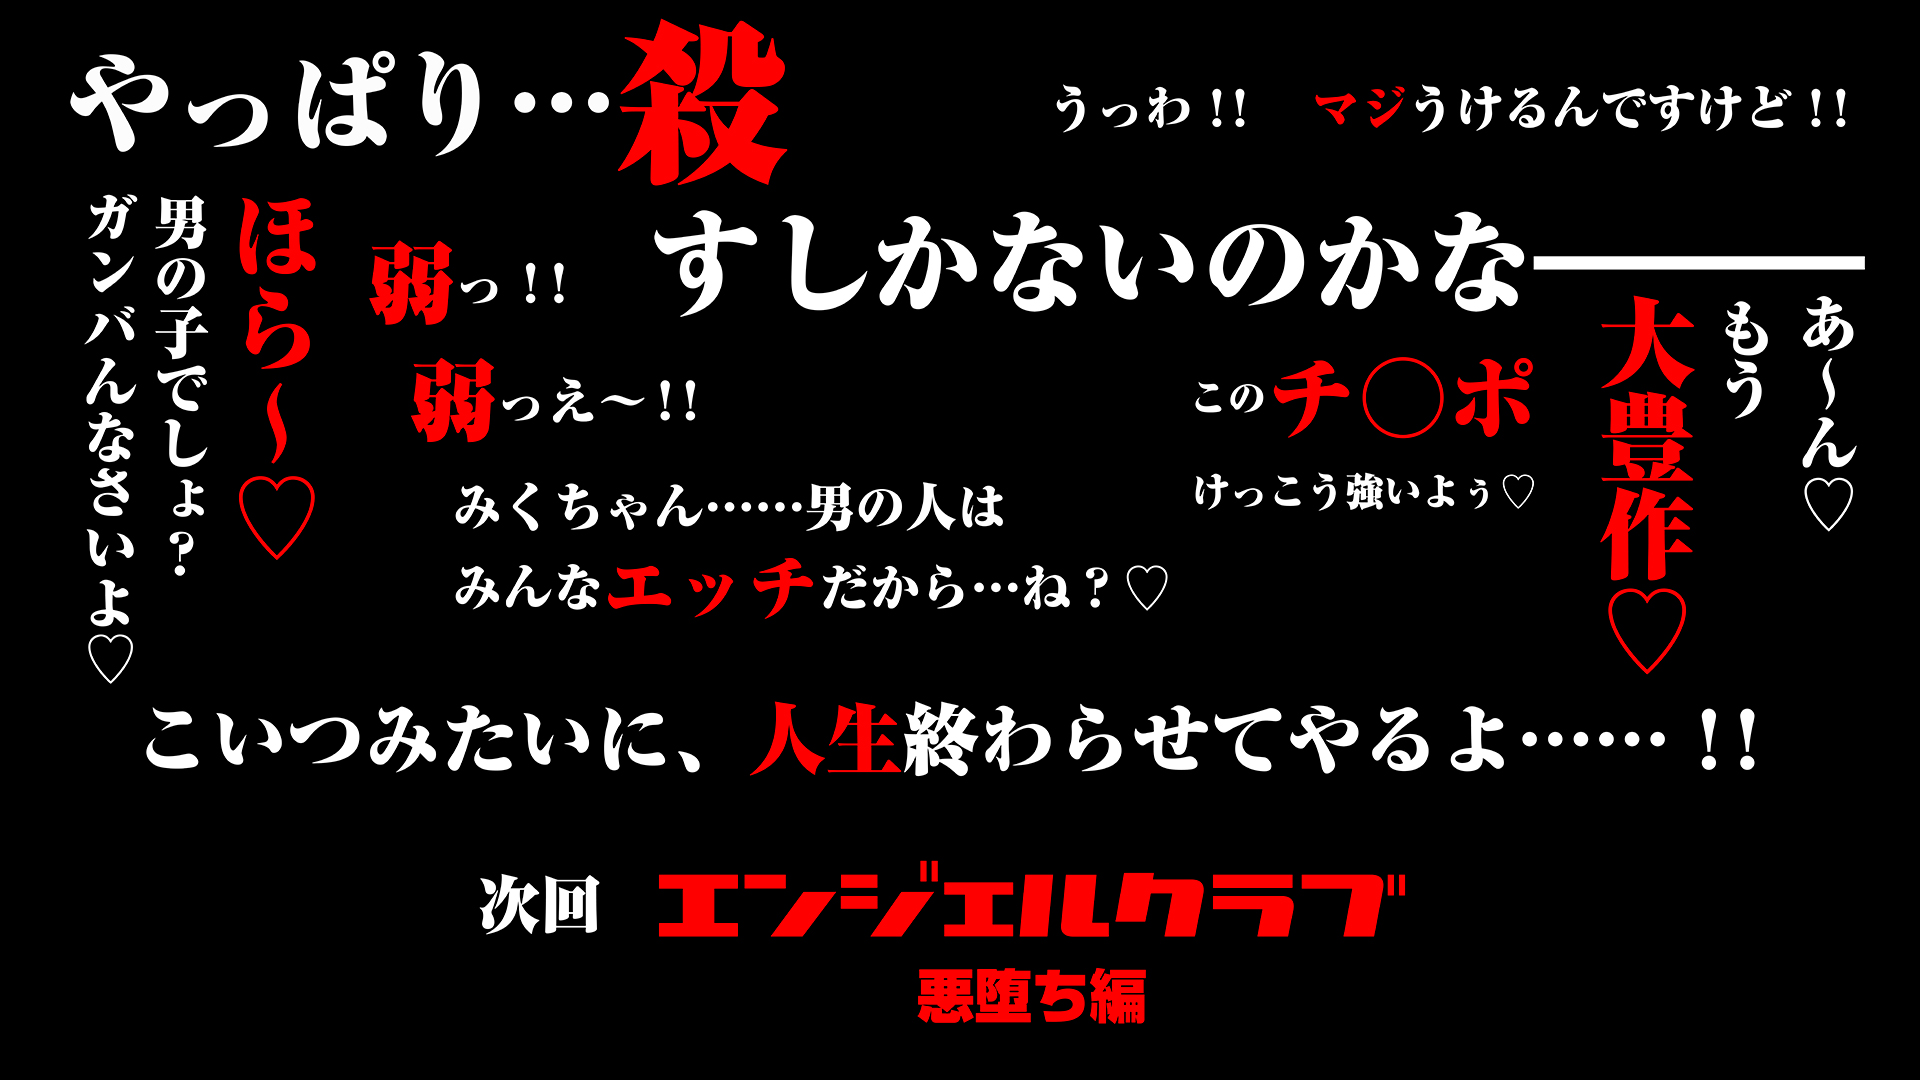 やっぱり…殺
すしかないのかな━━━
うっわ!!　マジうけるんですけど!!
あ～ん♡
もう
大豊作♡
ほら～♡
男の子でしょ?
ガンバんなさいよ♡
弱っ!!
弱っえ～!!
このチ◯ポ
けっこう強いよぅ♡
みくちゃん……男の人は
みんなエッチだから…ね?♡
こいつみたいに、人生終わらせてやるよ……!!
次回　エンジェルクラブ
悪堕ち編